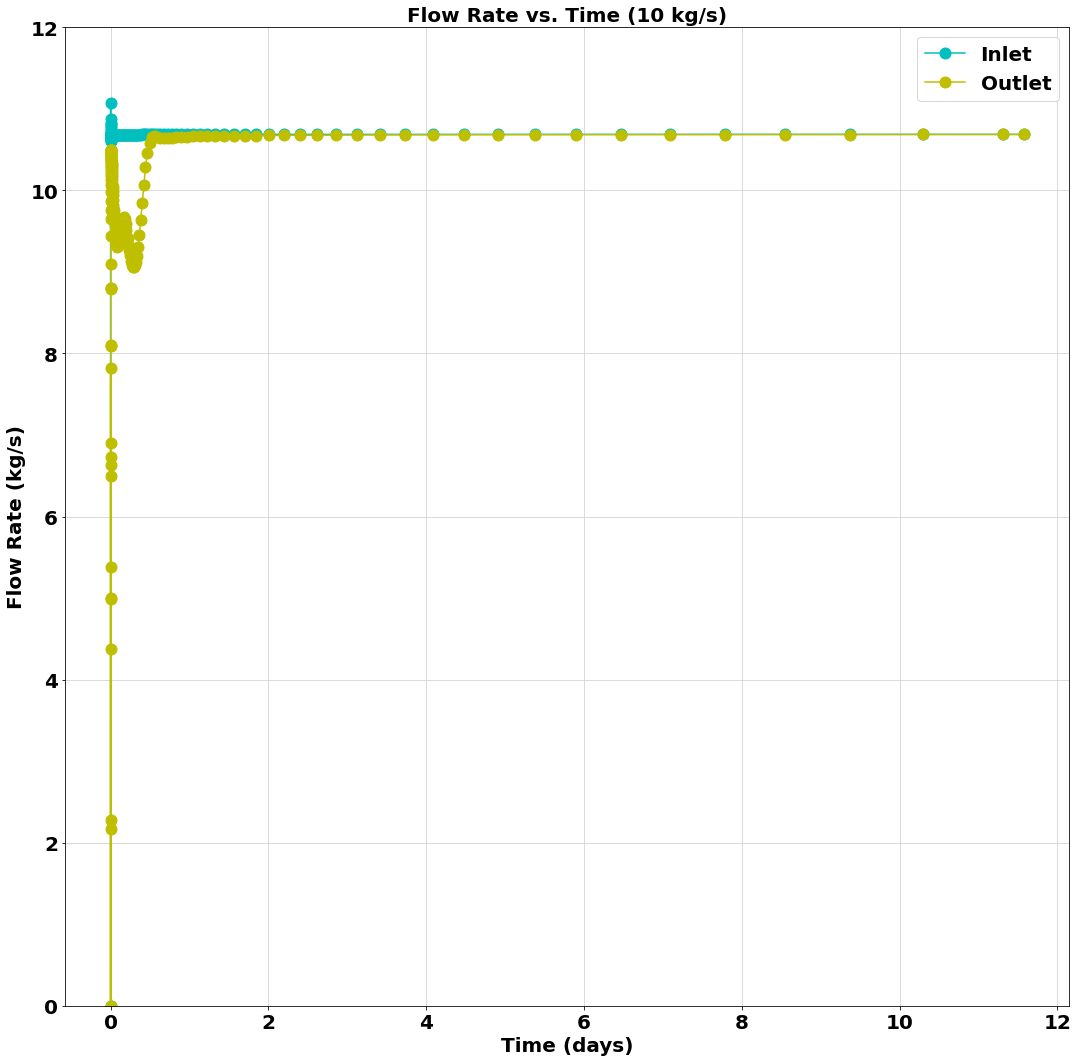 Flow Rate vs. Time (10 kg/s)
Inlet
Outlet
Flow Rate (kg/s)
12
10
8
6
4
2
0
0 2 4 6 8 10 12
Time (days)